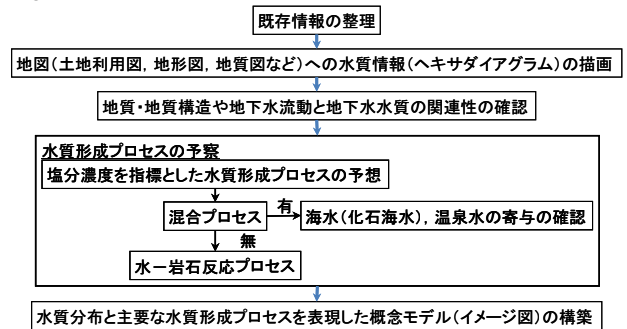 既存情報の整理
地図(土地利用図, 地形図, 地質図など)への水質情報(ヘキサダイアグラム)の描画
地質・地質構造や地下水流動と地下水水質の関連性の確認
水質形成プロセスの予察
塩分濃度を指標とした水質形成プロセスの予想
混合プロセス
有
海水(化石海水), 温泉水の寄与の確認
無
水－岩石反応プロセス
水質分布と主要な水質形成プロセスを表現した概念モデル(イメージ図)の構築